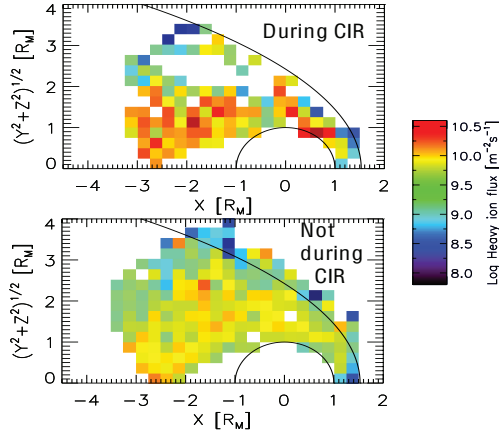 During CIR
(Y²+Z²)^1/2 [R_M]
4
3
2
1
0
−4 −3 −2 −1 0 1 2
X [R_M]
Not
during
CIR
(Y²+Z²)^1/2 [R_M]
4
3
2
1
0
−4 −3 −2 −1 0 1 2
X [R_M]
10.5
10.0
9.5
9.0
8.5
8.0
Log Heavy ion flux [m⁻²s⁻¹]